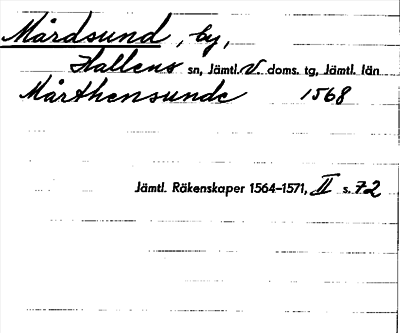 Mårdsund, by,
Hallens sn, Jämtl. V. doms. tg, Jämtl. län
Mårthensunde 1568
Jämtl. Räkenskaper 1564–1571, II s. 72